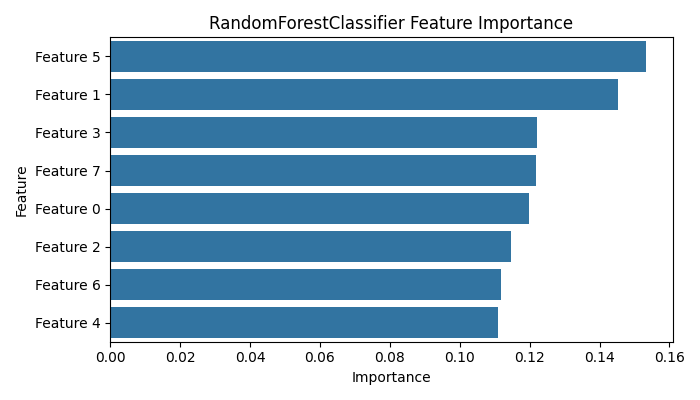 RandomForestClassifier Feature Importance
Feature 5
Feature 1
Feature 3
Feature 7
Feature 0
Feature 2
Feature 6
Feature 4
Feature
0.00 0.02 0.04 0.06 0.08 0.10 0.12 0.14 0.16
Importance